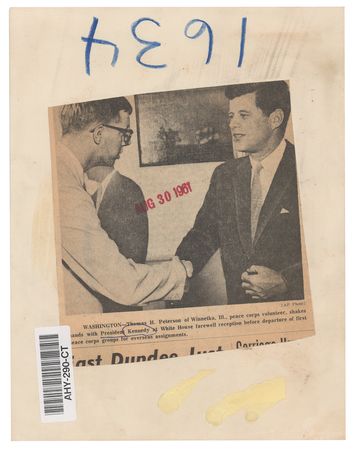 1634
AUG 30 1961
(AP Photo)
WASHINGTON—Thomas H. Peterson of Winnetka, Ill., peace corps volunteer, shakes
ands with President Kennedy at White House farewell reception before departure of first
eace corps groups for overseas assignments.
East Dundee Just
AHY-290-CT